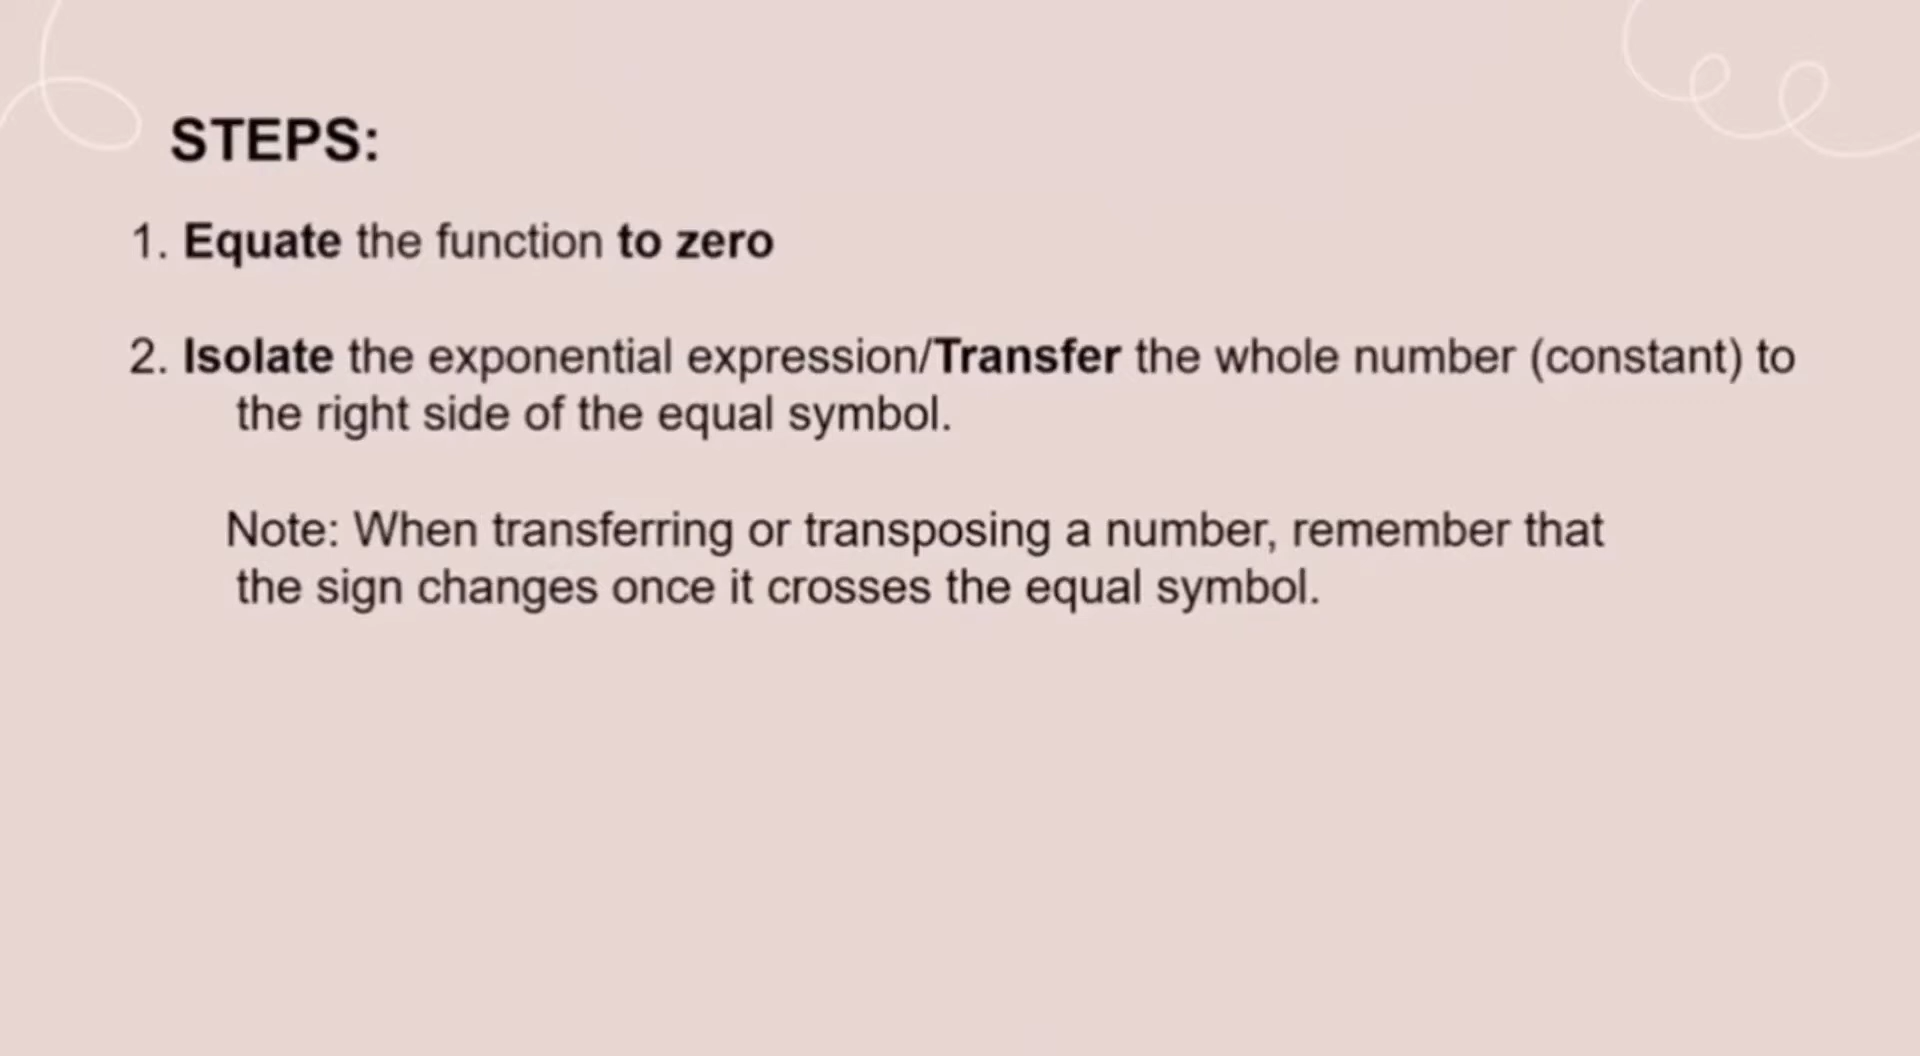 STEPS:
1. Equate the function to zero
2. Isolate the exponential expression/Transfer the whole number (constant) to
the right side of the equal symbol.
Note: When transferring or transposing a number, remember that
the sign changes once it crosses the equal symbol.